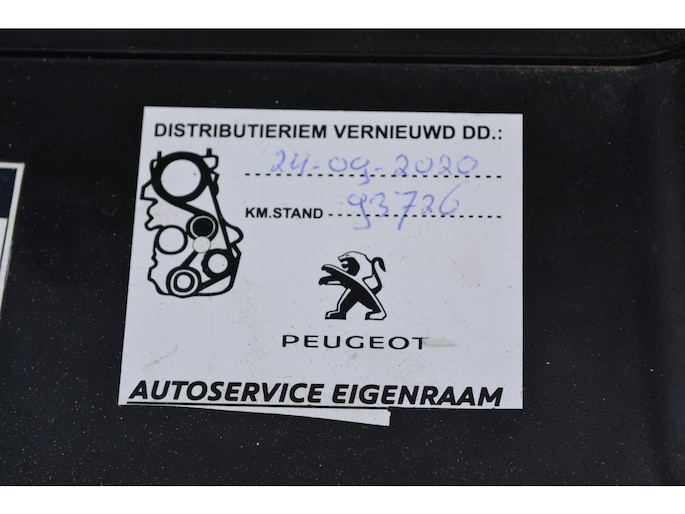 DISTRIBUTIERIEM VERNIEUWD DD.:
24-09-2020
KM.STAND 93726
PEUGEOT
AUTOSERVICE EIGENRAAM